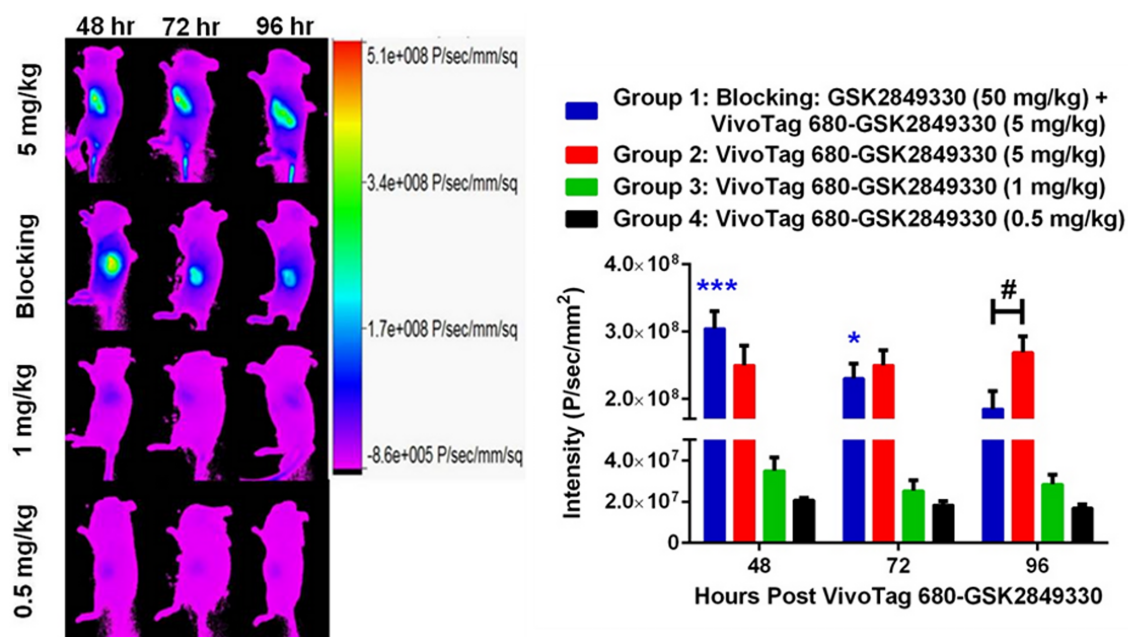 48 hr 72 hr 96 hr
5 mg/kg
Blocking
1 mg/kg
0.5 mg/kg
5.1e+008 P/sec/mm/sq
3.4e+008 P/sec/mm/sq
1.7e+008 P/sec/mm/sq
-8.6e+005 P/sec/mm/sq
Group 1: Blocking: GSK2849330 (50 mg/kg) +
VivoTag 680-GSK2849330 (5 mg/kg)
Group 2: VivoTag 680-GSK2849330 (5 mg/kg)
Group 3: VivoTag 680-GSK2849330 (1 mg/kg)
Group 4: VivoTag 680-GSK2849330 (0.5 mg/kg)
Intensity (P/sec/mm²)
4.0×10⁸
3.0×10⁸
2.0×10⁸
4.0×10⁷
2.0×10⁷
0
***
*
#
48 72 96
Hours Post VivoTag 680-GSK2849330